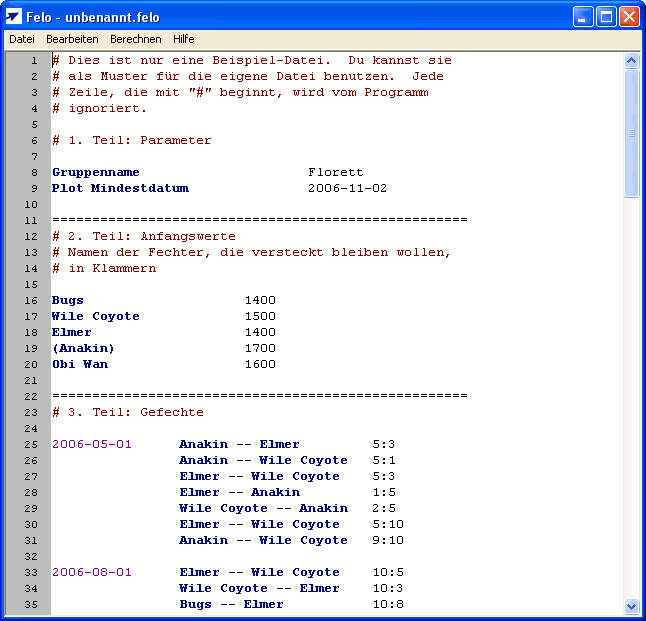 Felo - unbenannt.felo
Datei Bearbeiten Berechnen Hilfe
1 # Dies ist nur eine Beispiel-Datei.  Du kannst sie
2 # als Muster für die eigene Datei benutzen.  Jede
3 # Zeile, die mit "#" beginnt, wird vom Programm
4 # ignoriert.
5
6 # 1. Teil: Parameter
7
8 Gruppenname Florett
9 Plot Mindestdatum 2006-11-02
10
11 ====================================================
12 # 2. Teil: Anfangswerte
13 # Namen der Fechter, die versteckt bleiben wollen,
14 # in Klammern
15
16 Bugs 1400
17 Wile Coyote 1500
18 Elmer 1400
19 (Anakin) 1700
20 Obi Wan 1600
21
22 ====================================================
23 # 3. Teil: Gefechte
24
25 2006-05-01 Anakin -- Elmer 5:3
26 Anakin -- Wile Coyote 5:1
27 Elmer -- Wile Coyote 5:3
28 Elmer -- Anakin 1:5
29 Wile Coyote -- Anakin 2:5
30 Elmer -- Wile Coyote 5:10
31 Anakin -- Wile Coyote 9:10
32
33 2006-08-01 Elmer -- Wile Coyote 10:5
34 Wile Coyote -- Elmer 10:3
35 Bugs -- Elmer 10:8